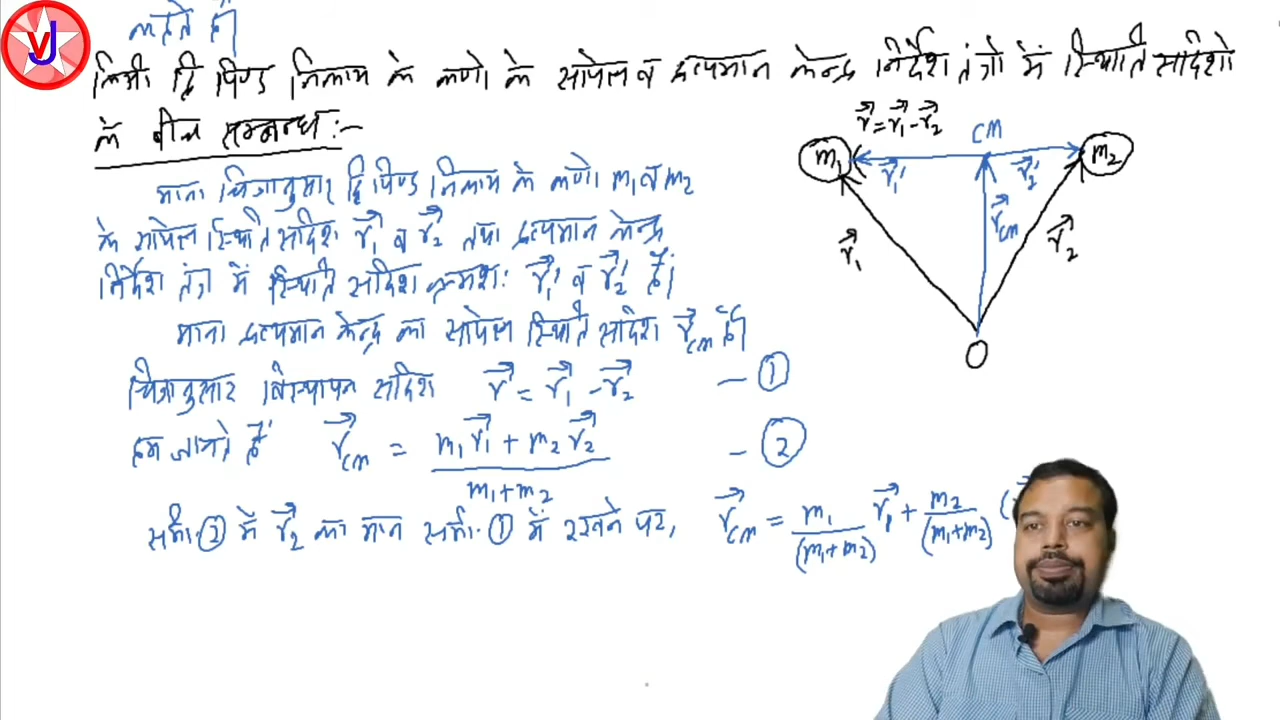 VJ
कहते हैं।
किसी द्वि पिण्ड निकाय के कणो के सापेक्ष व द्रव्यमान केन्द्र निर्देश तंत्रो में स्थिति सदिशो
के बीच सम्बन्ध :-
r⃗ = r⃗₁ - r⃗₂
CM
m₁
m₂
r⃗₁'
r⃗₂'
r⃗cm
r⃗₁
r⃗₂
O
माना चित्रानुसार द्वि पिण्ड निकाय के कणो m₁ व m₂
के सापेक्ष स्थिति सदिश r⃗₁ व r⃗₂ तथा द्रव्यमान केन्द्र
निर्देश तंत्र में स्थिति सदिश क्रमशः r⃗₁' व r⃗₂' हैं।
माना द्रव्यमान केन्द्र का सापेक्ष स्थिति सदिश r⃗cm है।
चित्रानुसार विस्थापन सदिश r⃗ = r⃗₁ - r⃗₂ - ①
हम जानते हैं r⃗cm = (m₁r⃗₁ + m₂r⃗₂)/(m₁+m₂) - ②
समी. ② में r⃗₂ का मान समी. ① में रखने पर, r⃗cm = m₁/(m₁+m₂) r⃗₁ + m₂/(m₁+m₂) (